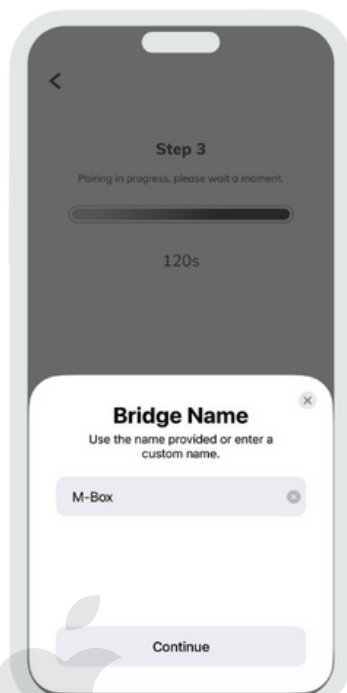 Step 3
Pairing in progress, please wait a moment.
120s
Bridge Name
Use the name provided or enter a
custom name.
M-Box
Continue